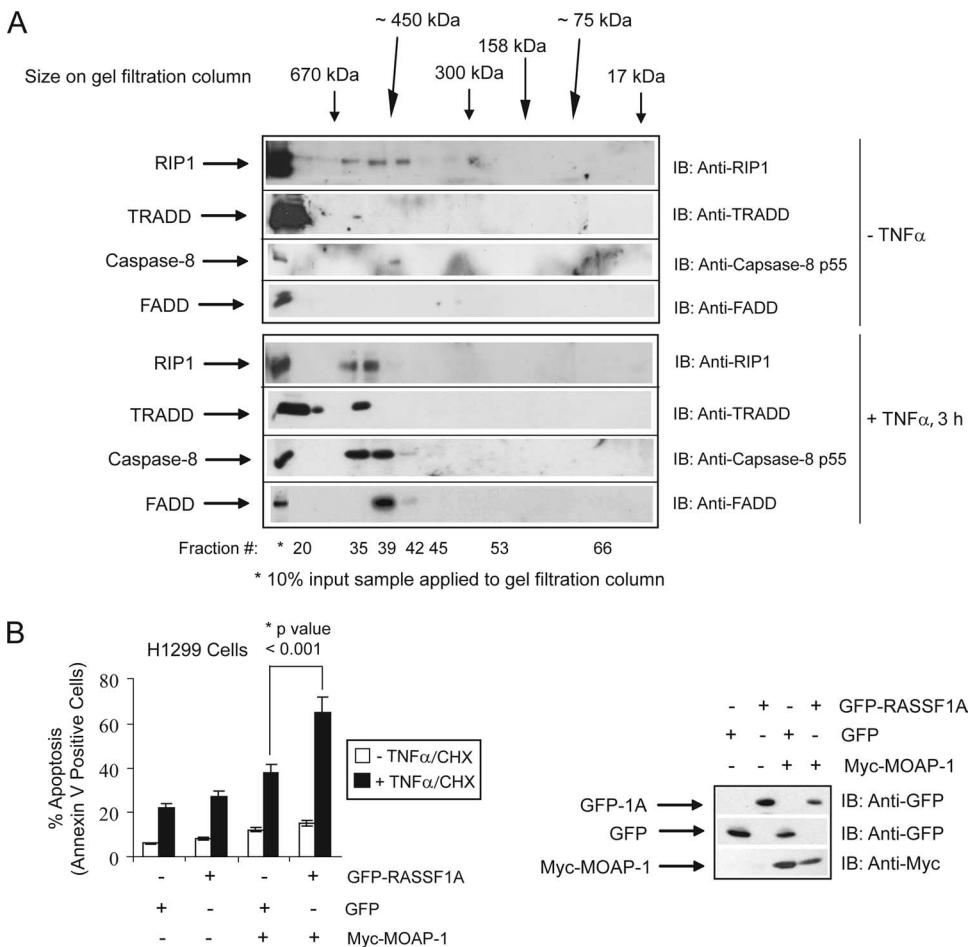 A
~ 450 kDa
~ 75 kDa
158 kDa
Size on gel filtration column
670 kDa
300 kDa
17 kDa
RIP1
IB: Anti-RIP1
TRADD
IB: Anti-TRADD
- TNFα
Caspase-8
IB: Anti-Capsase-8 p55
FADD
IB: Anti-FADD
RIP1
IB: Anti-RIP1
TRADD
IB: Anti-TRADD
+ TNFα, 3 h
Caspase-8
IB: Anti-Capsase-8 p55
FADD
IB: Anti-FADD
Fraction #: * 20 35 39 42 45 53 66
* 10% input sample applied to gel filtration column
B
H1299 Cells
* p value
< 0.001
% Apoptosis
(Annexin V Positive Cells)
80
60
40
20
0
- TNFα/CHX
+ TNFα/CHX
- + - + GFP-RASSF1A
+ - + - GFP
- - + + Myc-MOAP-1
- + - + GFP-RASSF1A
+ - + - GFP
- - + + Myc-MOAP-1
GFP-1A
IB: Anti-GFP
GFP
IB: Anti-GFP
Myc-MOAP-1
IB: Anti-Myc